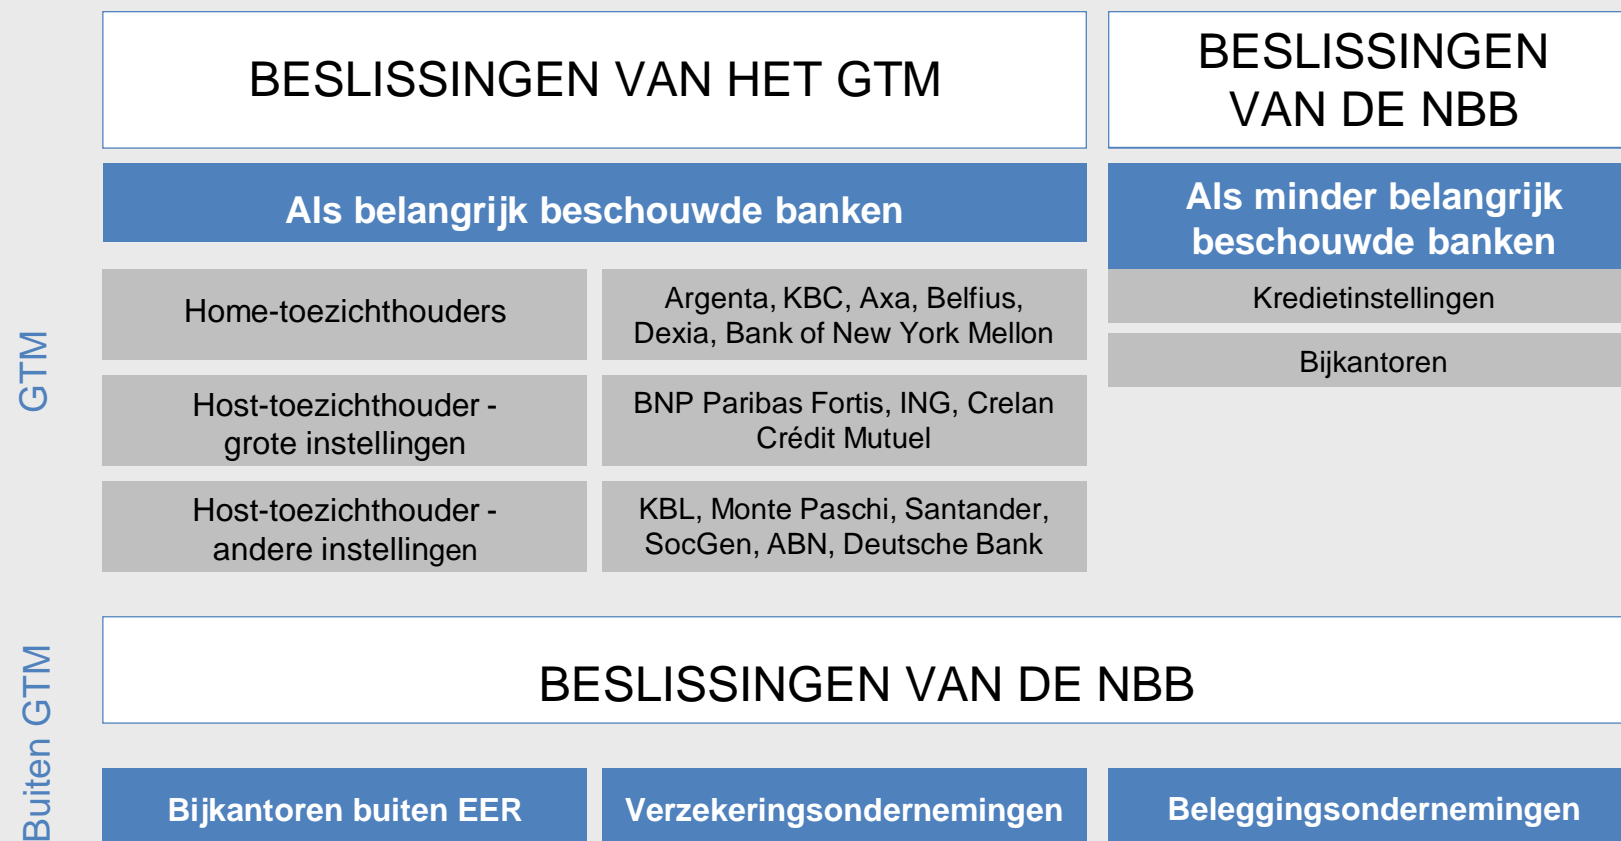 BESLISSINGEN VAN HET GTM
BESLISSINGEN
VAN DE NBB
GTM
Als belangrijk beschouwde banken
Als minder belangrijk
beschouwde banken
Home-toezichthouders
Argenta, KBC, Axa, Belfius,
Dexia, Bank of New York Mellon
Kredietinstellingen
Bijkantoren
Host-toezichthouder -
grote instellingen
BNP Paribas Fortis, ING, Crelan
Crédit Mutuel
Host-toezichthouder -
andere instellingen
KBL, Monte Paschi, Santander,
SocGen, ABN, Deutsche Bank
Buiten GTM
BESLISSINGEN VAN DE NBB
Bijkantoren buiten EER
Verzekeringsondernemingen
Beleggingsondernemingen